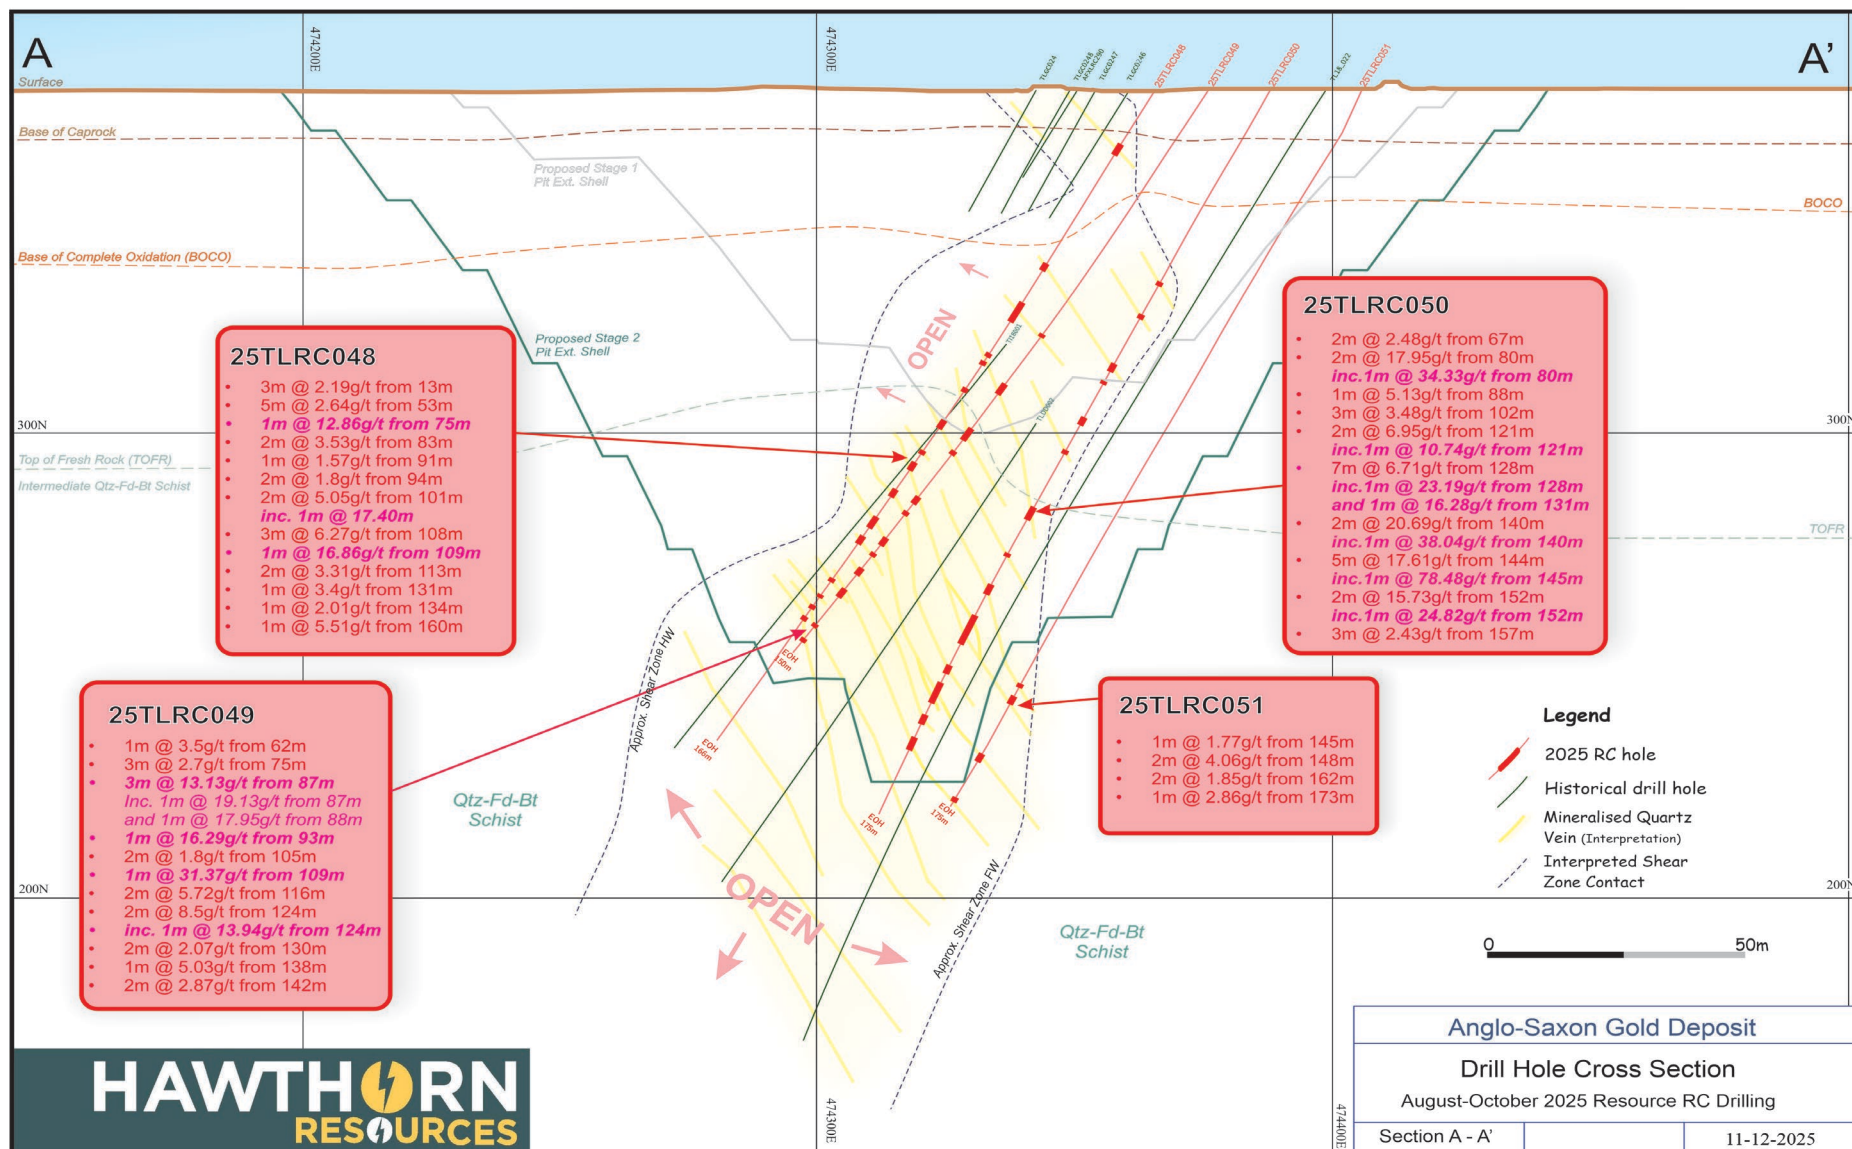 A
A'
474200E
474300E
TLGC024
TLGC0248
AFXLRC290
TLGC0247
TLGC0246
25TLRC048
25TLRC049
25TLRC050
TL18_022
25TLRC051
Surface
Base of Caprock
Proposed Stage 1
Pit Ext. Shell
BOCO
Base of Complete Oxidation (BOCO)
Proposed Stage 2
Pit Ext. Shell
OPEN
25TLRC048
• 3m @ 2.19g/t from 13m
• 5m @ 2.64g/t from 53m
• 1m @ 12.86g/t from 75m
• 2m @ 3.53g/t from 83m
• 1m @ 1.57g/t from 91m
• 2m @ 1.8g/t from 94m
• 2m @ 5.05g/t from 101m
inc. 1m @ 17.40m
• 3m @ 6.27g/t from 108m
• 1m @ 16.86g/t from 109m
• 2m @ 3.31g/t from 113m
• 1m @ 3.4g/t from 131m
• 1m @ 2.01g/t from 134m
• 1m @ 5.51g/t from 160m
25TLRC050
• 2m @ 2.48g/t from 67m
• 2m @ 17.95g/t from 80m
inc.1m @ 34.33g/t from 80m
• 1m @ 5.13g/t from 88m
• 3m @ 3.48g/t from 102m
• 2m @ 6.95g/t from 121m
inc.1m @ 10.74g/t from 121m
• 7m @ 6.71g/t from 128m
inc.1m @ 23.19g/t from 128m
and 1m @ 16.28g/t from 131m
• 2m @ 20.69g/t from 140m
inc.1m @ 38.04g/t from 140m
• 5m @ 17.61g/t from 144m
inc.1m @ 78.48g/t from 145m
• 2m @ 15.73g/t from 152m
inc.1m @ 24.82g/t from 152m
• 3m @ 2.43g/t from 157m
300N
300N
Top of Fresh Rock (TOFR)
Intermediate Qtz-Fd-Bt Schist
TOFR
Approx. Shear Zone HW
EOH
150m
EOH
166m
EOH
175m
EOH
175m
25TLRC049
• 1m @ 3.5g/t from 62m
• 3m @ 2.7g/t from 75m
• 3m @ 13.13g/t from 87m
Inc. 1m @ 19.13g/t from 87m
and 1m @ 17.95g/t from 88m
• 1m @ 16.29g/t from 93m
• 2m @ 1.8g/t from 105m
• 1m @ 31.37g/t from 109m
• 2m @ 5.72g/t from 116m
• 2m @ 8.5g/t from 124m
• inc. 1m @ 13.94g/t from 124m
• 2m @ 2.07g/t from 130m
• 1m @ 5.03g/t from 138m
• 2m @ 2.87g/t from 142m
25TLRC051
• 1m @ 1.77g/t from 145m
• 2m @ 4.06g/t from 148m
• 2m @ 1.85g/t from 162m
• 1m @ 2.86g/t from 173m
Qtz-Fd-Bt
Schist
OPEN
Approx. Shear Zone FW
Qtz-Fd-Bt
Schist
200N
200N
Legend
2025 RC hole
Historical drill hole
Mineralised Quartz
Vein (Interpretation)
Interpreted Shear
Zone Contact
0
50m
474300E
474400E
HAWTHORN
RESOURCES
Anglo-Saxon Gold Deposit
Drill Hole Cross Section
August-October 2025 Resource RC Drilling
Section A - A'
11-12-2025